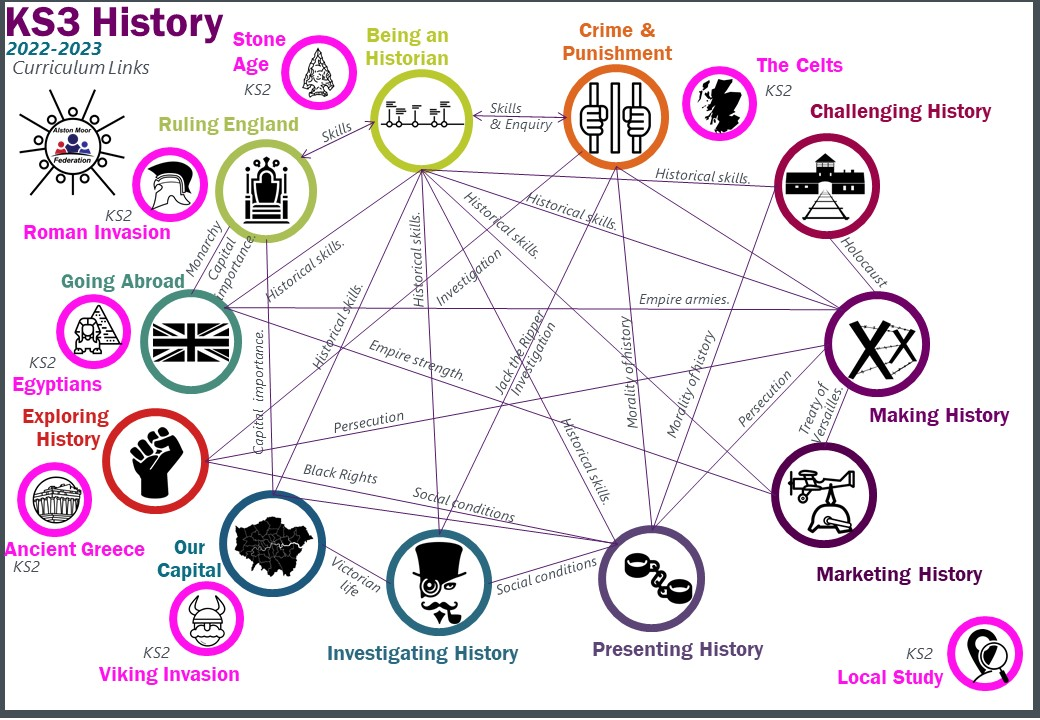 KS3 History
2022-2023
Curriculum Links
Alston Moor
Federation
Stone
Age
KS2
Being an
Historian
Crime &
Punishment
The Celts
KS2
Challenging History
Ruling England
Skills
Skills
& Enquiry
KS2
Roman Invasion
Historical skills.
Historical skills.
Historical skills.
Monarchy
Capital
importance.
Historical skills.
Historical skills.
Investigation
Holocaust
Going Abroad
Empire armies.
KS2
Egyptians
Historical skills.
Capital importance.
Empire strength.
Jack the Ripper
Investigation
Morality of history
Morality of history
Persecution
Treaty of
Versailles.
Making History
Exploring
History
Persecution
Historical skills.
Black Rights
Social conditions
Ancient Greece
KS2
Our
Capital
Victorian
life
Social conditions
Marketing History
KS2
Viking Invasion
Investigating History
Presenting History
KS2
Local Study